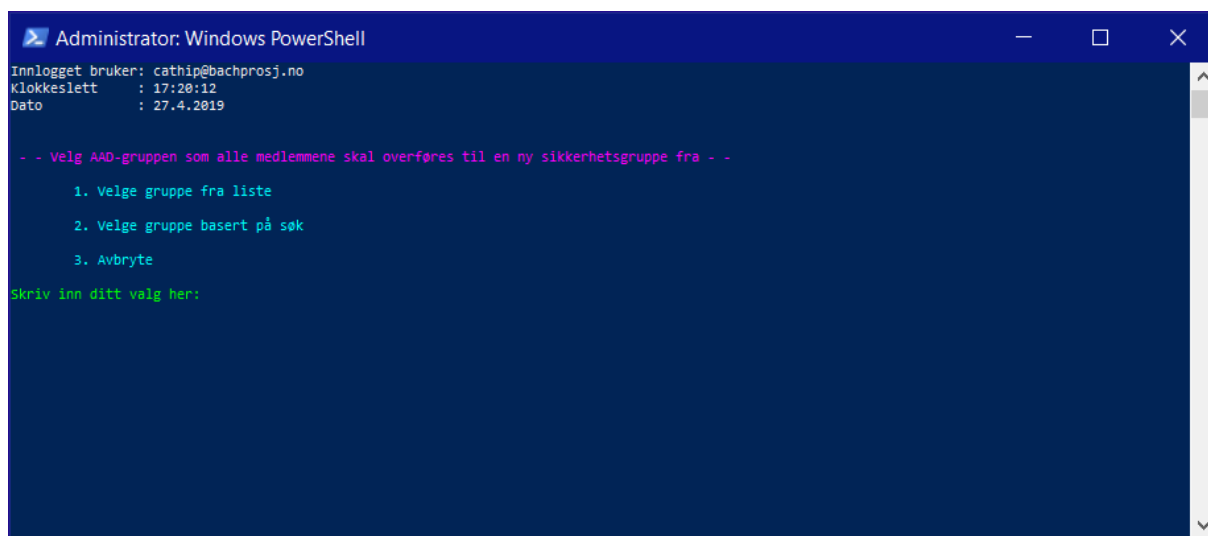 Administrator: Windows PowerShell
Innlogget bruker: cathip@bachprosj.no
Klokkeslett     : 17:20:12
Dato            : 27.4.2019
- - Velg AAD-gruppen som alle medlemmene skal overføres til en ny sikkerhetsgruppe fra - -
1. Velge gruppe fra liste
2. Velge gruppe basert på søk
3. Avbryte
Skriv inn ditt valg her: